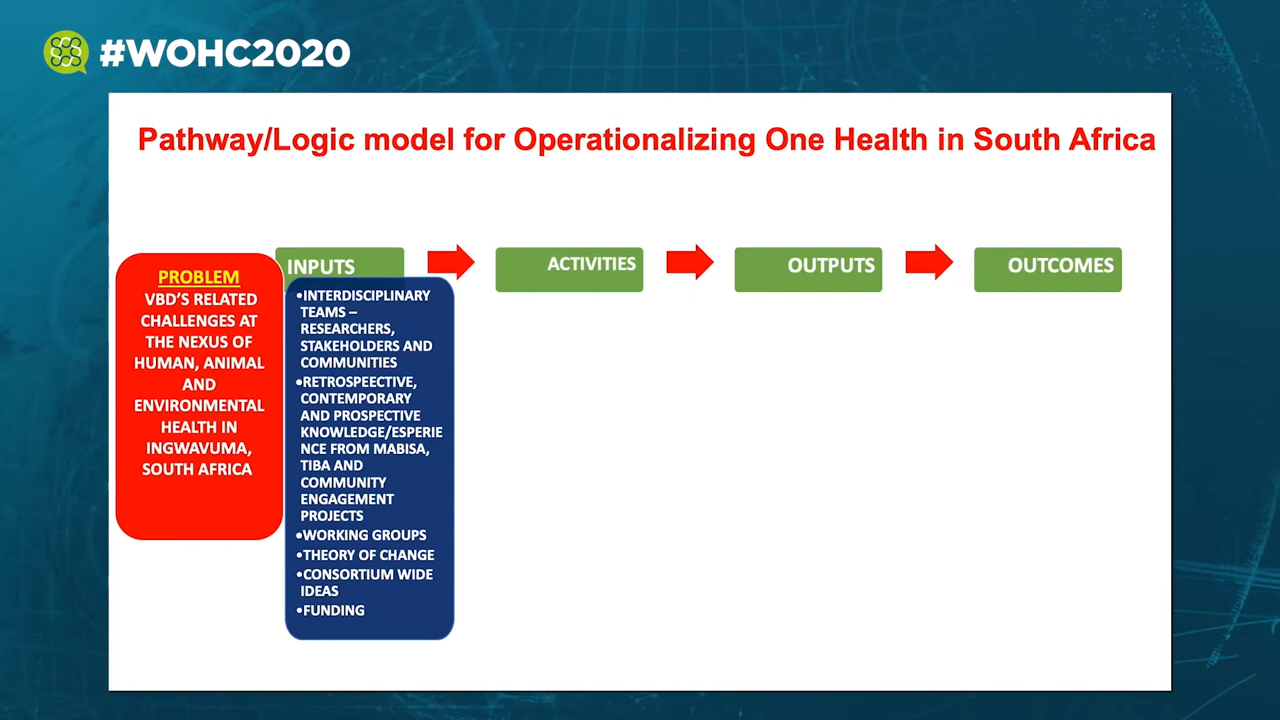 #WOHC2020
Pathway/Logic model for Operationalizing One Health in South Africa
PROBLEM
VBD'S RELATED
CHALLENGES AT
THE NEXUS OF
HUMAN, ANIMAL
AND
ENVIRONMENTAL
HEALTH IN
INGWAVUMA,
SOUTH AFRICA
INPUTS
•INTERDISCIPLINARY
TEAMS –
RESEARCHERS,
STAKEHOLDERS AND
COMMUNITIES
•RETROSPEECTIVE,
CONTEMPORARY
AND PROSPECTIVE
KNOWLEDGE/ESPERIE
NCE FROM MABISA,
TIBA AND
COMMUNITY
ENGAGEMENT
PROJECTS
•WORKING GROUPS
•THEORY OF CHANGE
•CONSORTIUM WIDE
IDEAS
•FUNDING
ACTIVITIES
OUTPUTS
OUTCOMES